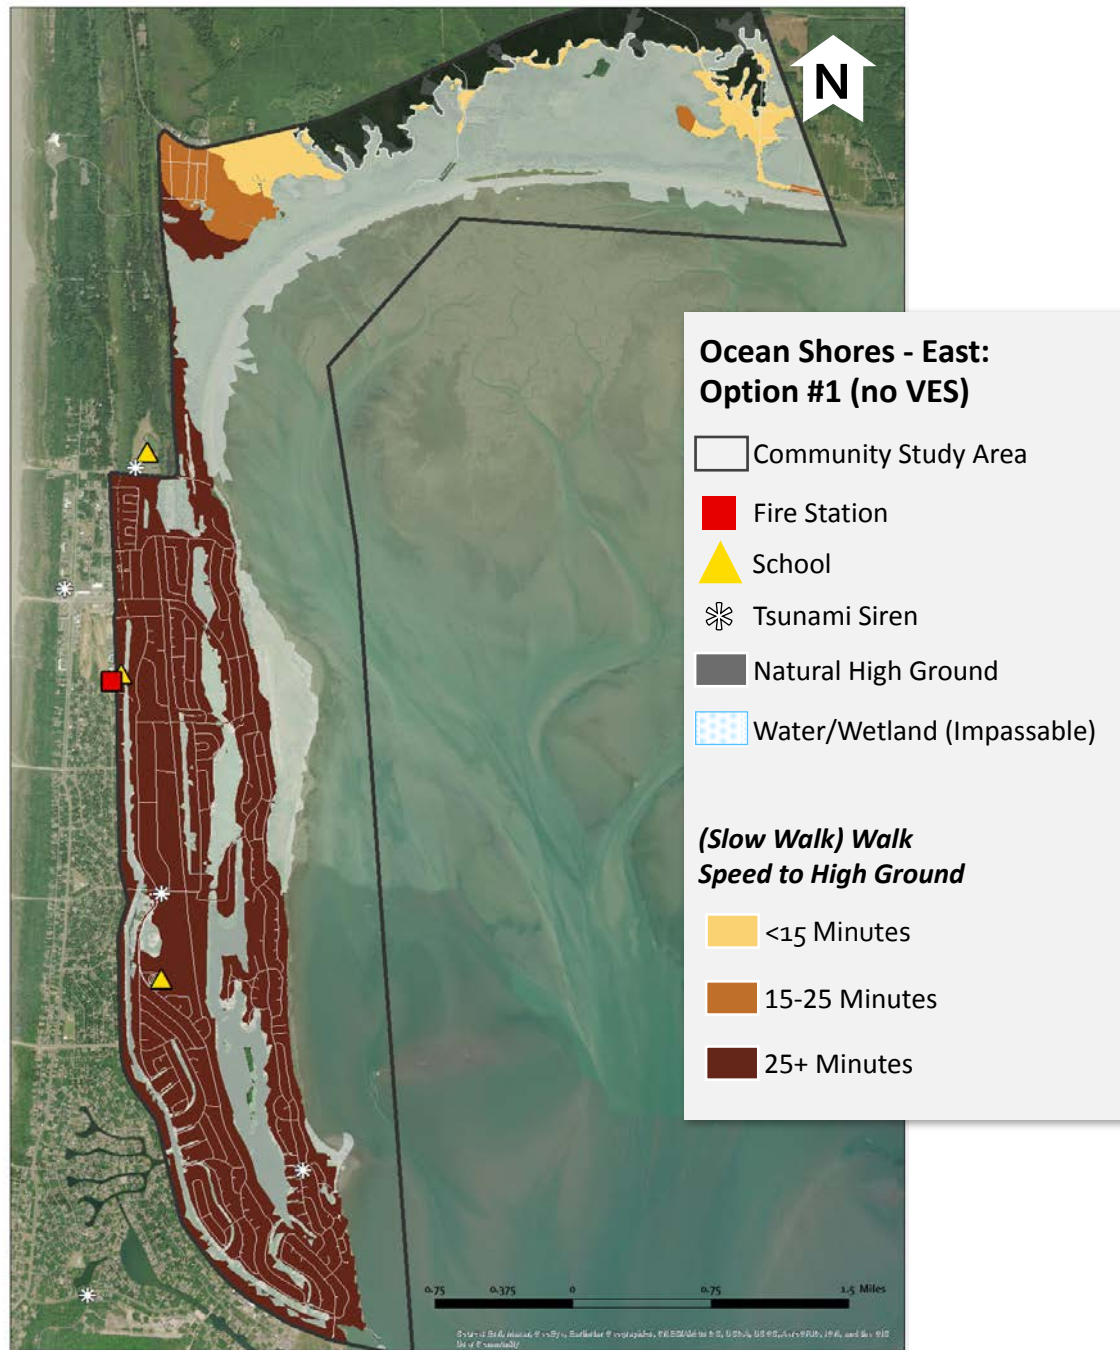 N
Ocean Shores - East:
Option #1 (no VES)
Community Study Area
Fire Station
School
Tsunami Siren
Natural High Ground
Water/Wetland (Impassable)
(Slow Walk) Walk
Speed to High Ground
<15 Minutes
15-25 Minutes
25+ Minutes
0.75 0.375 0 0.75 1.5 Miles